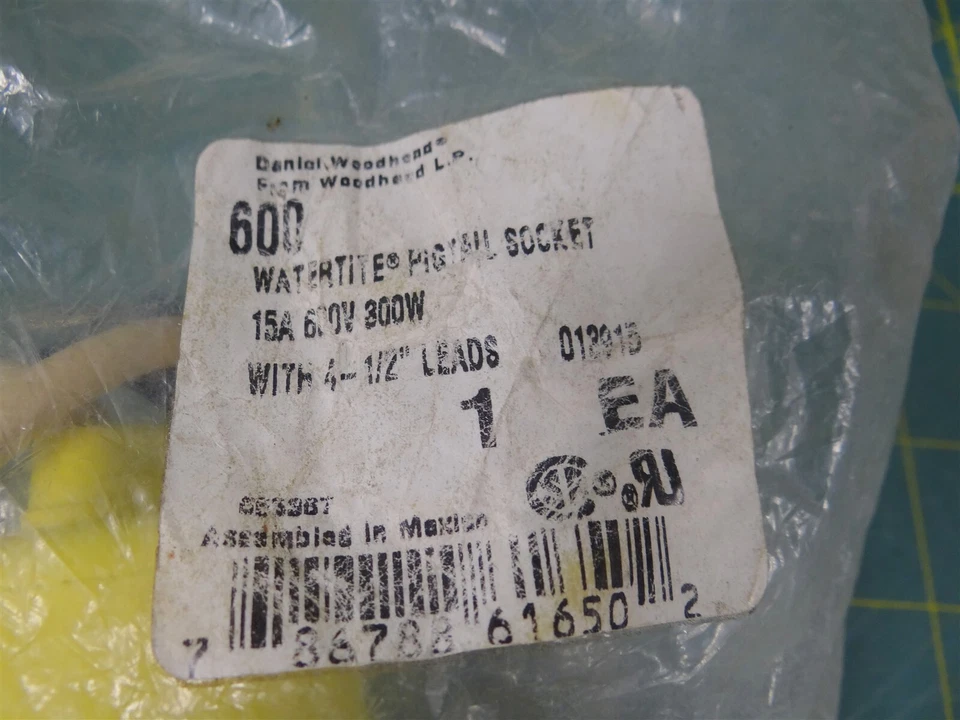 Daniel Woodhead®
From Woodhead L.P.
600
WATERTITE® PIGTAIL SOCKET
15A 600V 300W
WITH 4-1/2" LEADS
1 EA
Assembled in Mexico
7 86788 61650 2